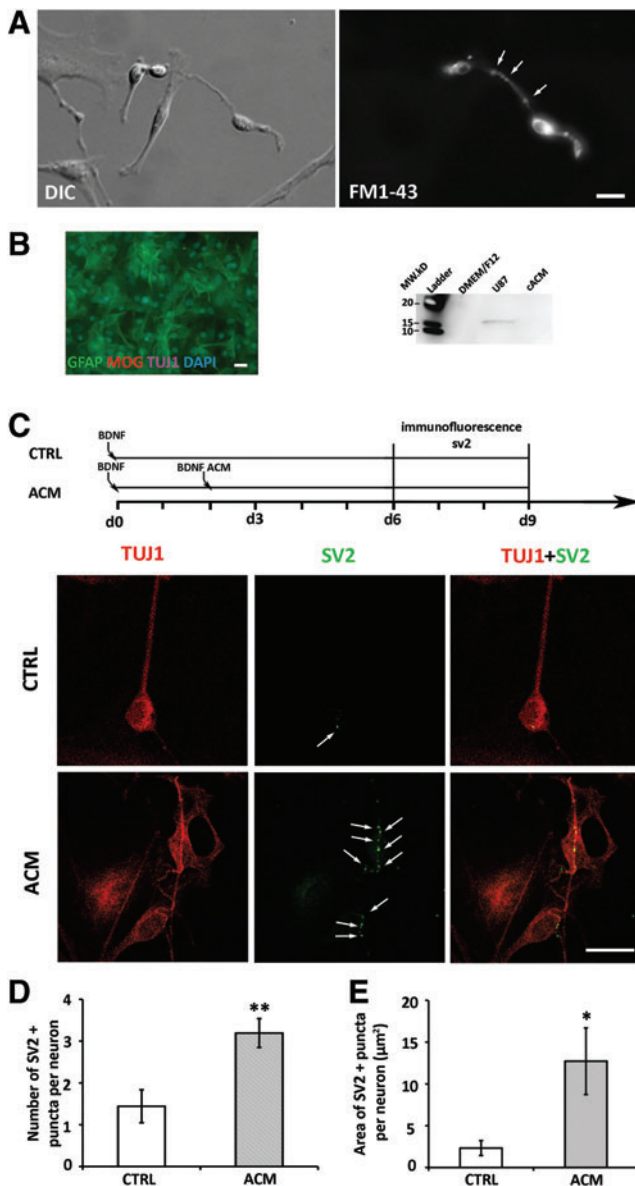 A
DIC
FM1-43
B
GFAP MOG TUJ1 DAPI
MW.kD
Ladder
DMEM/F12
U87
cACM
20
15
10
C
immunofluorescence
sv2
BDNF
CTRL
BDNF
BDNF ACM
ACM
d0 d3 d6 d9
TUJ1 SV2 TUJ1+SV2
CTRL
ACM
D
Number of SV2 +
puncta per neuron
4
3
2
1
0
**
CTRL ACM
E
Area of SV2 + puncta
per neuron (µm²)
20
15
10
5
0
*
CTRL ACM